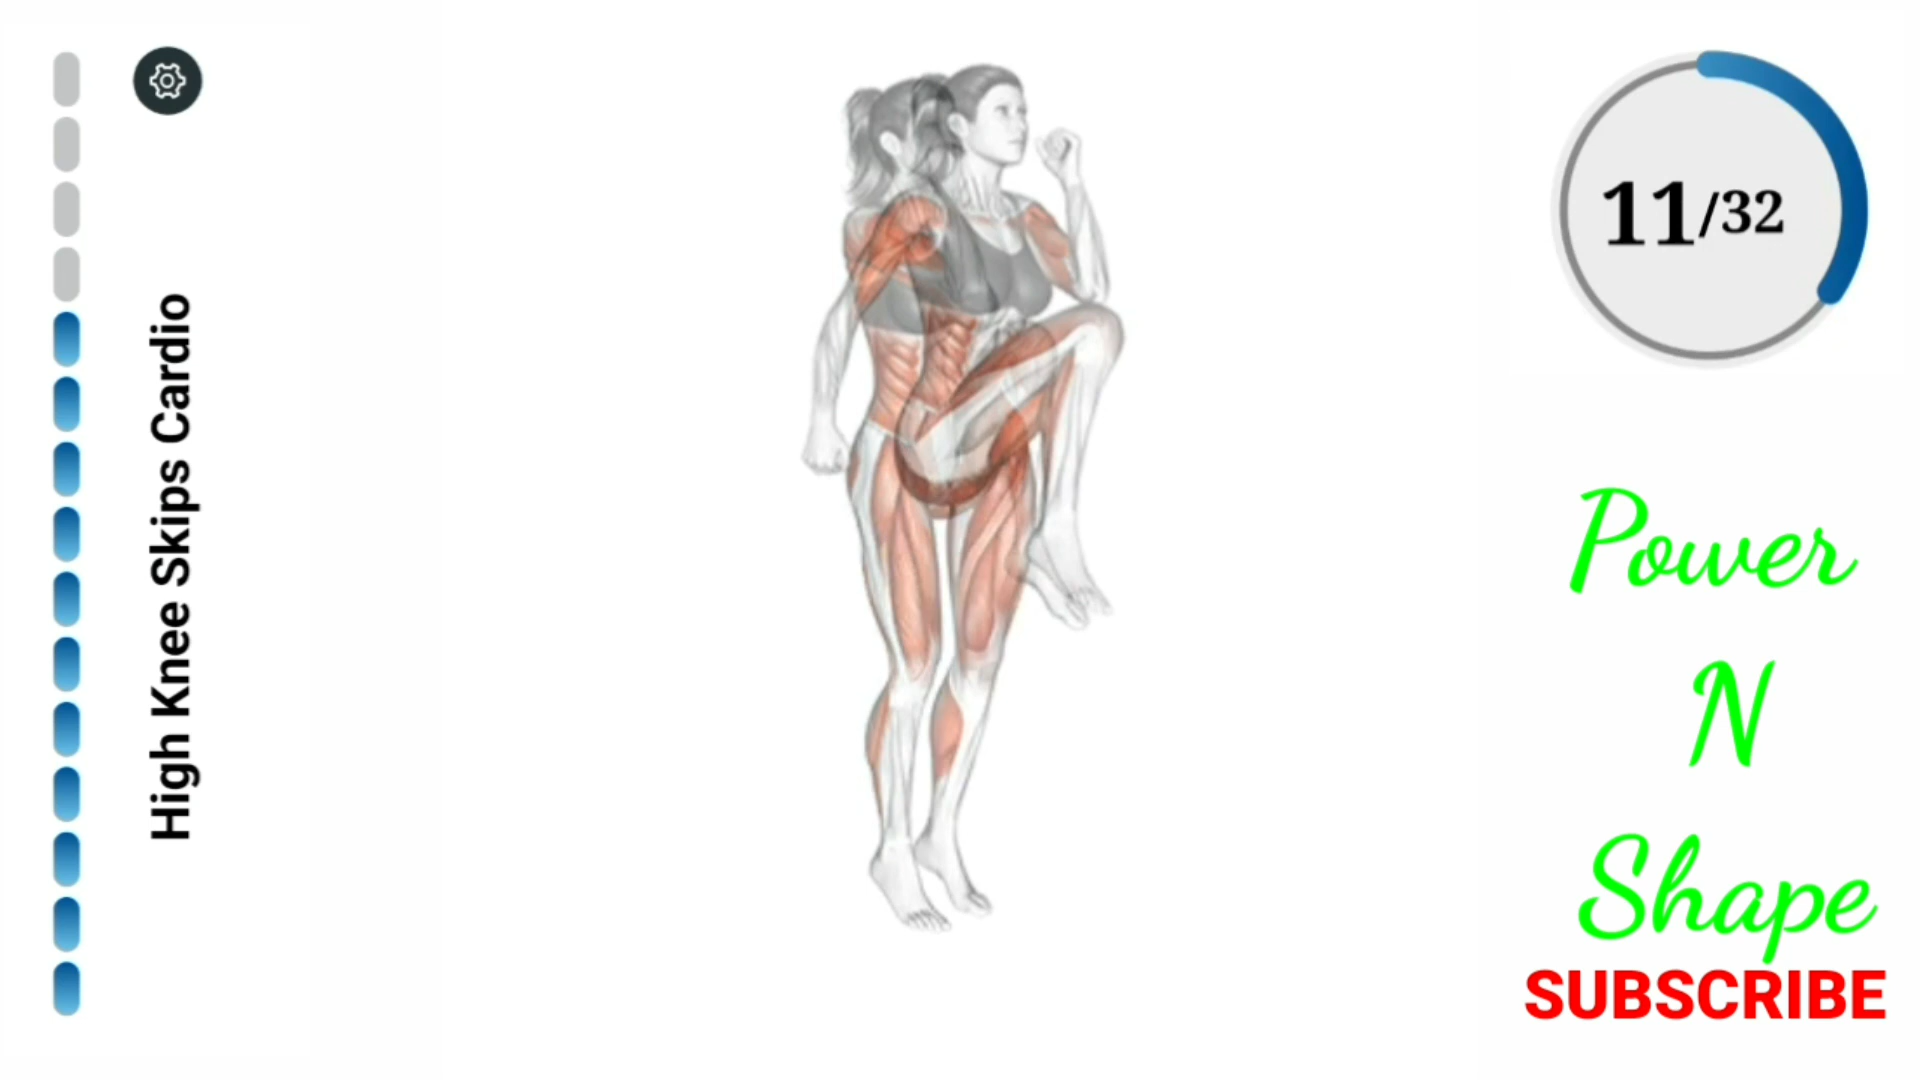 High Knee Skips Cardio
11/32
Power
N
Shape
SUBSCRIBE